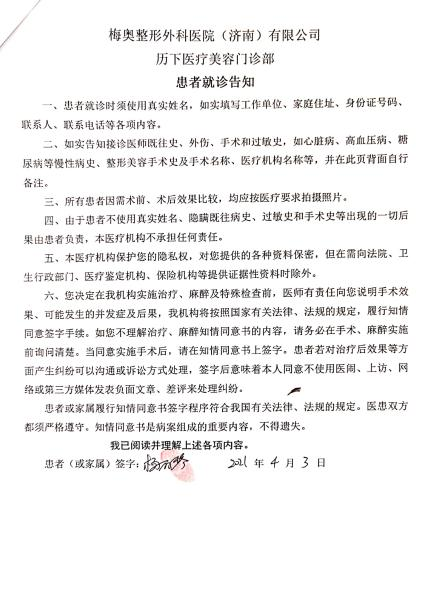 梅奥整形外科医院（济南）有限公司
历下医疗美容门诊部
患者就诊告知
一、患者就诊时须使用真实姓名，如实填写工作单位、家庭住址、身份证号码、
联系人、联系电话等各项内容。
二、如实告知接诊医师既往史、外伤、手术和过敏史，如心脏病、高血压病、糖
尿病等慢性病史、整形美容手术史及手术名称、医疗机构名称等，并在此页背面自行
备注。
三、所有患者因需术前、术后效果比较，均应按医疗要求拍摄照片。
四、由于患者不使用真实姓名、隐瞒既往病史、过敏史和手术史等出现的一切后
果由患者负责，本医疗机构不承担任何责任。
五、本医疗机构保护您的隐私权，对您提供的各种资料保密，但在需向法院、卫
生行政部门、医疗鉴定机构、保险机构等提供证据性资料时除外。
六、您决定在我机构实施治疗、麻醉及特殊检查前，医师有责任向您说明手术效
果、可能发生的并发症及后果，我机构将按照国家有关法律、法规的规定，履行知情
同意签字手续。如您不理解治疗、麻醉知情同意书的内容，请务必在手术、麻醉实施
前询问清楚。当同意实施手术后，请在知情同意书上签字。患者若对治疗后效果等方
面产生纠纷可以沟通或诉讼方式处理，签字后意味着本人同意不使用医闹、上访、网
络或第三方媒体发表负面文章、差评来处理纠纷。
患者或家属履行知情同意书签字程序符合我国有关法律、法规的规定。医患双方
都须严格遵守。知情同意书是病案组成的重要内容，不得遗失。
我已阅读并理解上述各项内容。
患者（或家属）签字： 2021 年 4 月 3 日